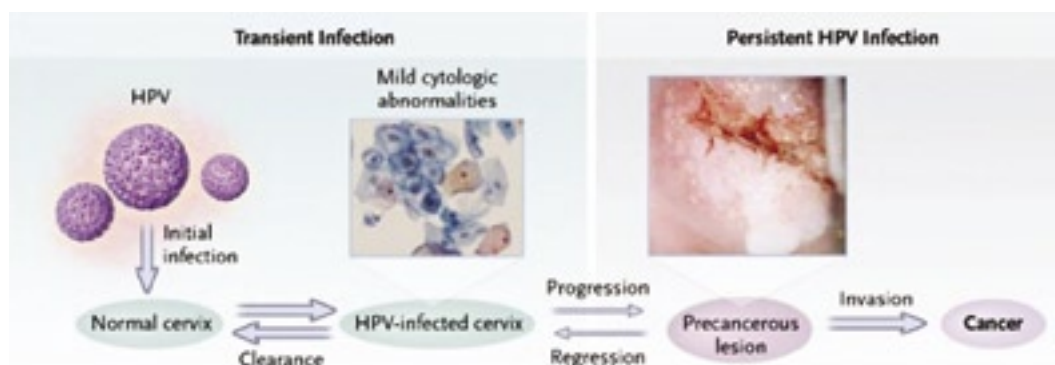 Transient Infection
Persistent HPV Infection
HPV
Mild cytologic
abnormalities
Initial
infection
Normal cervix
Clearance
HPV-infected cervix
Progression
Regression
Precancerous
lesion
Invasion
Cancer